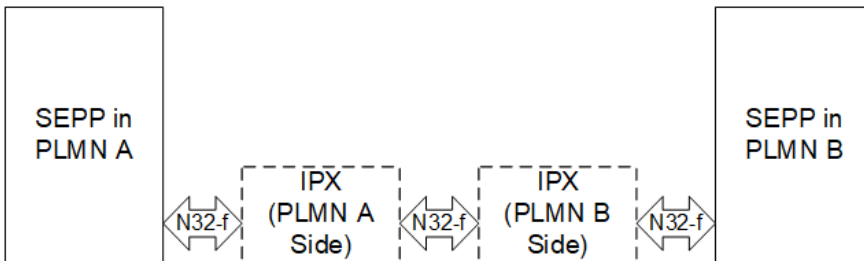 SEPP in
PLMN A
SEPP in
PLMN B
IPX
(PLMN A
Side)
IPX
(PLMN B
Side)
N32-f
N32-f
N32-f